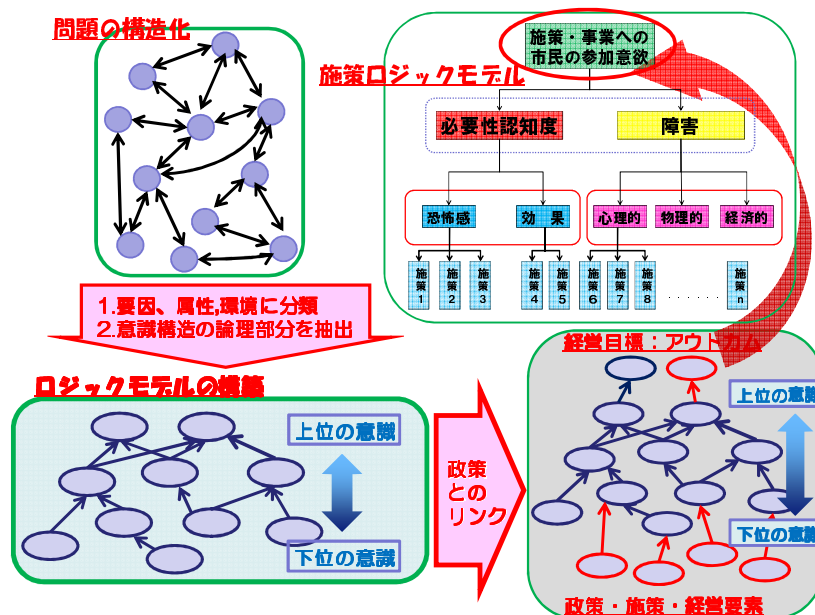 問題の構造化
施策・事業への
市民の参加意欲
施策ロジックモデル
必要性認知度
障害
恐怖感
効果
心理的
物理的
経済的
施策1
施策2
施策3
施策4
施策5
施策6
施策7
施策8
・・・・・・
施策n
1.要因、属性,環境に分類
2.意識構造の論理部分を抽出
ロジックモデルの構築
上位の意識
下位の意識
政策
との
リンク
経営目標:アウトカム
上位の意識
下位の意識
政策・施策・経営要素